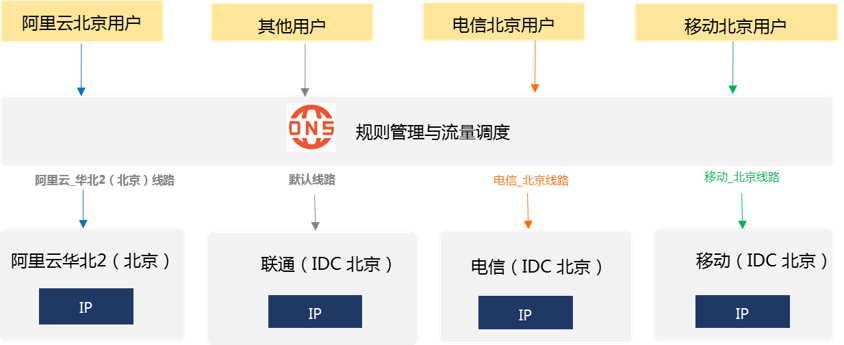 阿里云北京用户
其他用户
电信北京用户
移动北京用户
DNS
规则管理与流量调度
阿里云_华北2（北京）线路
默认线路
电信_北京线路
移动_北京线路
阿里云华北2（北京）
联通（IDC 北京）
电信（IDC 北京）
移动（IDC 北京）
IP
IP
IP
IP